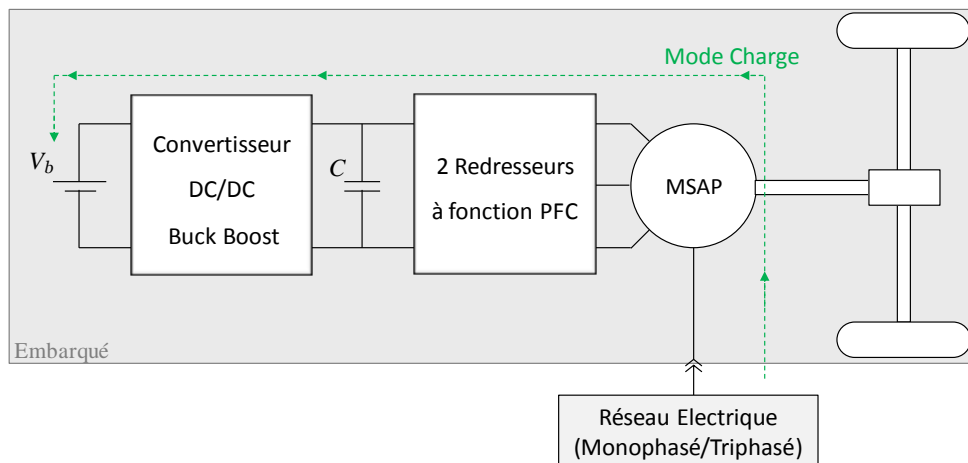 Mode Charge
Convertisseur
DC/DC
Buck Boost
V_b
C
2 Redresseurs
à fonction PFC
MSAP
Embarqué
Réseau Electrique
(Monophasé/Triphasé)